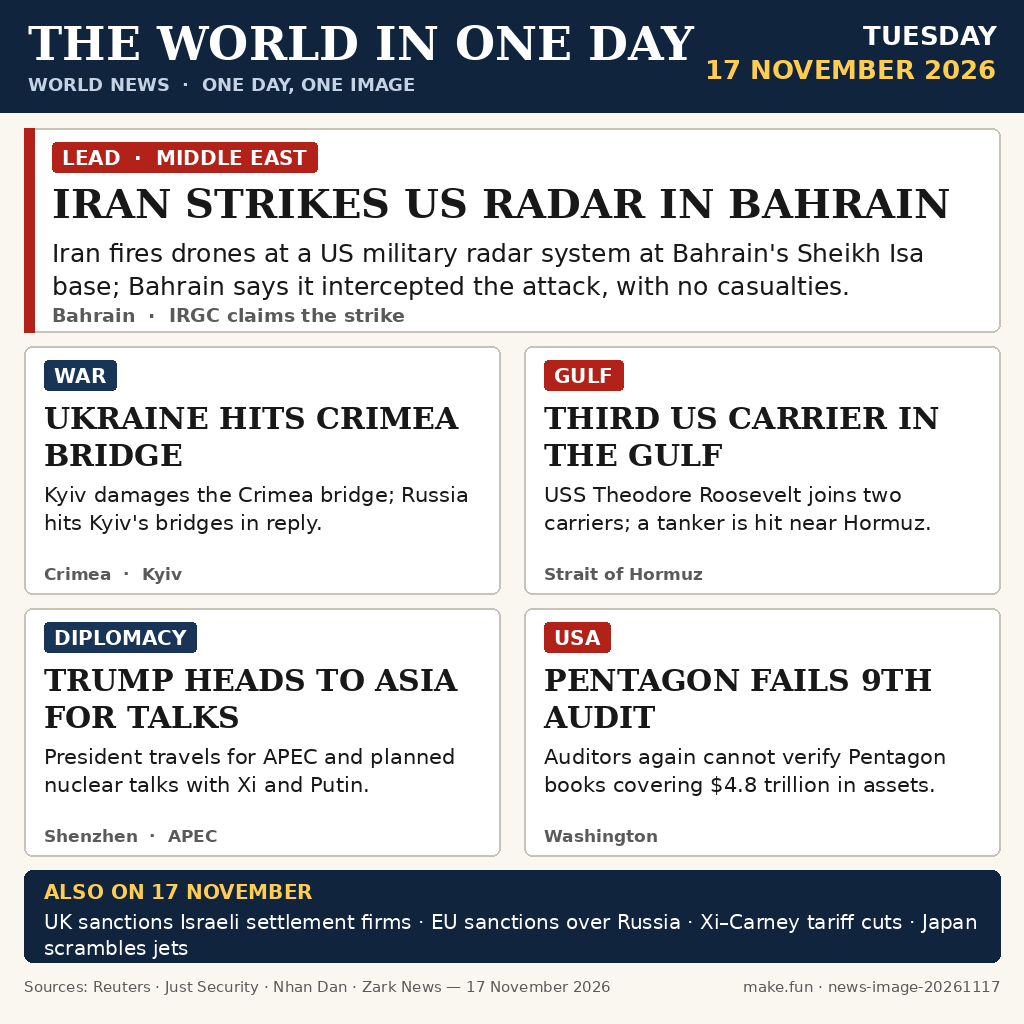 THE WORLD IN ONE DAY
WORLD NEWS · ONE DAY, ONE IMAGE
TUESDAY
17 NOVEMBER 2026
LEAD · MIDDLE EAST
IRAN STRIKES US RADAR IN BAHRAIN
Iran fires drones at a US military radar system at Bahrain's Sheikh Isa
base; Bahrain says it intercepted the attack, with no casualties.
Bahrain · IRGC claims the strike
WAR
UKRAINE HITS CRIMEA
BRIDGE
Kyiv damages the Crimea bridge; Russia
hits Kyiv's bridges in reply.
Crimea · Kyiv
GULF
THIRD US CARRIER IN
THE GULF
USS Theodore Roosevelt joins two
carriers; a tanker is hit near Hormuz.
Strait of Hormuz
DIPLOMACY
TRUMP HEADS TO ASIA
FOR TALKS
President travels for APEC and planned
nuclear talks with Xi and Putin.
Shenzhen · APEC
USA
PENTAGON FAILS 9TH
AUDIT
Auditors again cannot verify Pentagon
books covering $4.8 trillion in assets.
Washington
ALSO ON 17 NOVEMBER
UK sanctions Israeli settlement firms · EU sanctions over Russia · Xi–Carney tariff cuts · Japan
scrambles jets
Sources: Reuters · Just Security · Nhan Dan · Zark News — 17 November 2026
make.fun · news-image-20261117